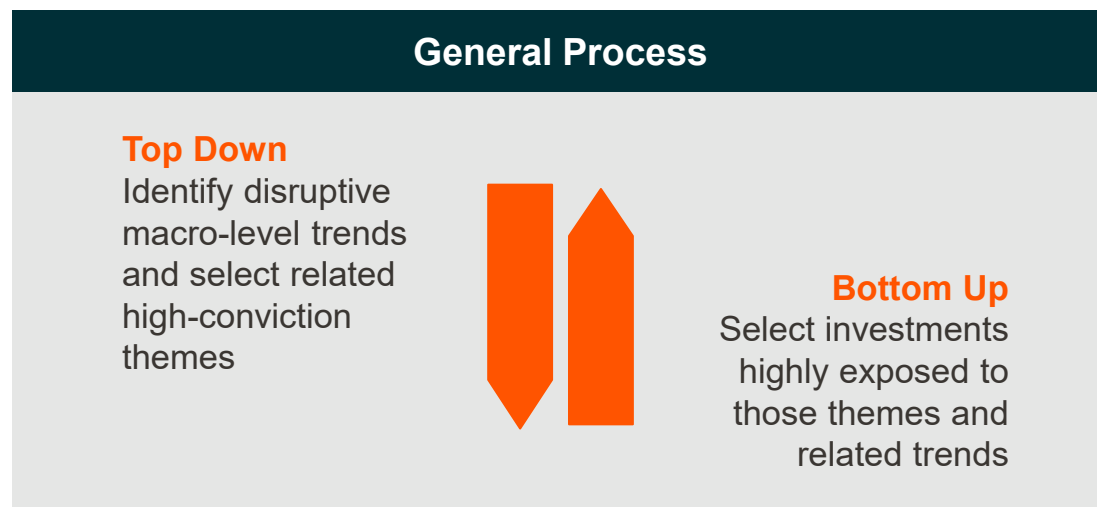 General Process
Top Down
Identify disruptive
macro-level trends
and select related
high-conviction
themes
Bottom Up
Select investments
highly exposed to
those themes and
related trends